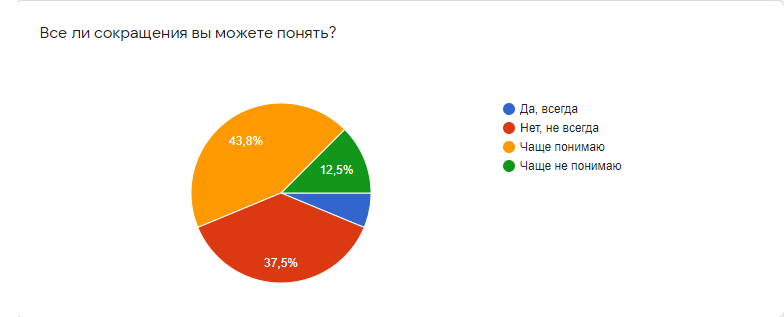 Все ли сокращения вы можете понять?
43,8%
12,5%
37,5%
Да, всегда
Нет, не всегда
Чаще понимаю
Чаще не понимаю